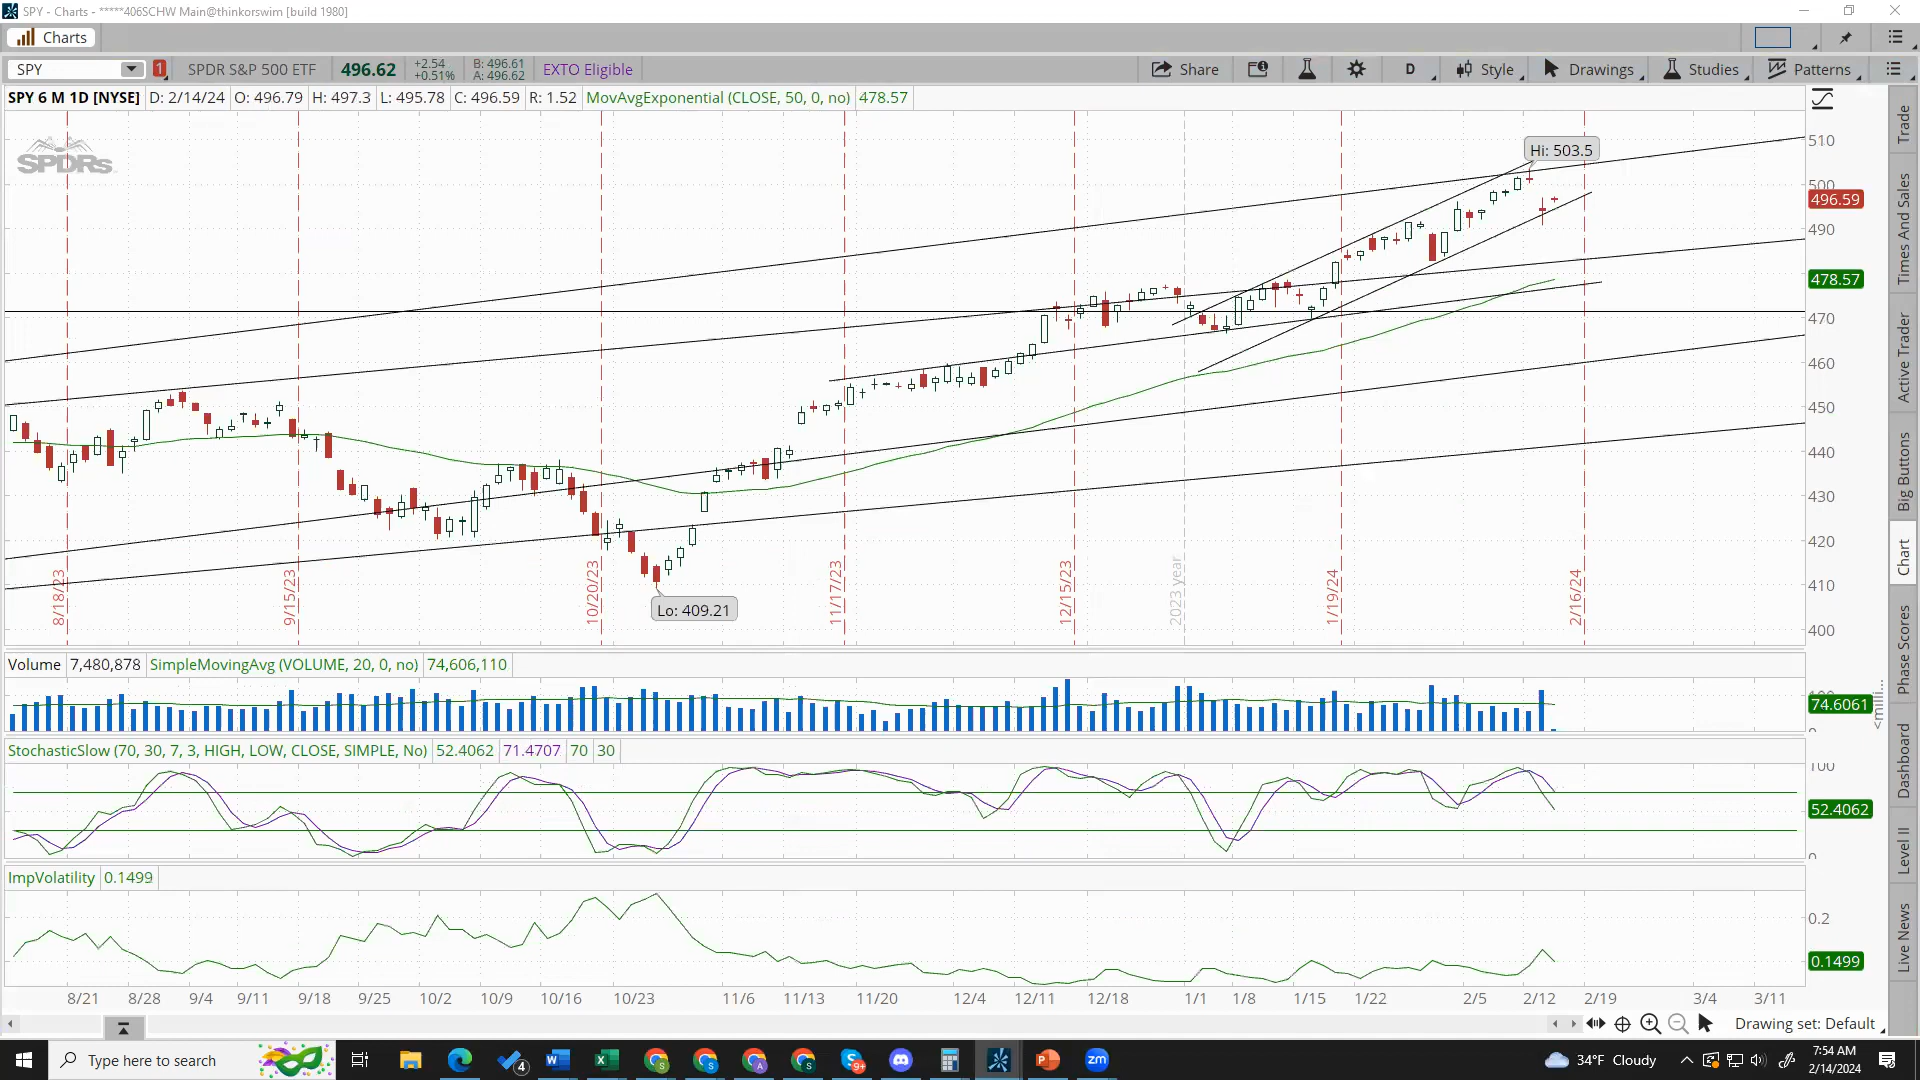 SPY - Charts - *****406SCHW Main@thinkorswim [build 1980]
Charts
SPY 1 SPDR S&P 500 ETF 496.62 +2.54 +0.51% B: 496.61 A: 496.62 EXTO Eligible Share D Style Drawings Studies Patterns
SPY 6 M 1D [NYSE] D: 2/14/24 O: 496.79 H: 497.3 L: 495.78 C: 496.59 R: 1.52 MovAvgExponential (CLOSE, 50, 0, no) 478.57
SPDRs
Hi: 503.5
Lo: 409.21
510
500
496.59
490
478.57
470
460
450
440
430
420
410
400
8/18/23
9/15/23
10/20/23
11/17/23
12/15/23
2023 year
1/19/24
2/16/24
Volume 7,480,878 SimpleMovingAvg (VOLUME, 20, 0, no) 74,606,110
74.6061
StochasticSlow (70, 30, 7, 3, HIGH, LOW, CLOSE, SIMPLE, No) 52.4062 71.4707 70 30
100
52.4062
0
ImpVolatility 0.1499
0.2
0.1499
8/21 8/28 9/4 9/11 9/18 9/25 10/2 10/9 10/16 10/23 11/6 11/13 11/20 12/4 12/11 12/18 1/1 1/8 1/15 1/22 2/5 2/12 2/19 3/4 3/11
Drawing set: Default
Trade
Times And Sales
Active Trader
Big Buttons
Chart
Phase Scores
Dashboard
Level II
Live News
Type here to search
4
9+
34°F Cloudy
7:54 AM
2/14/2024